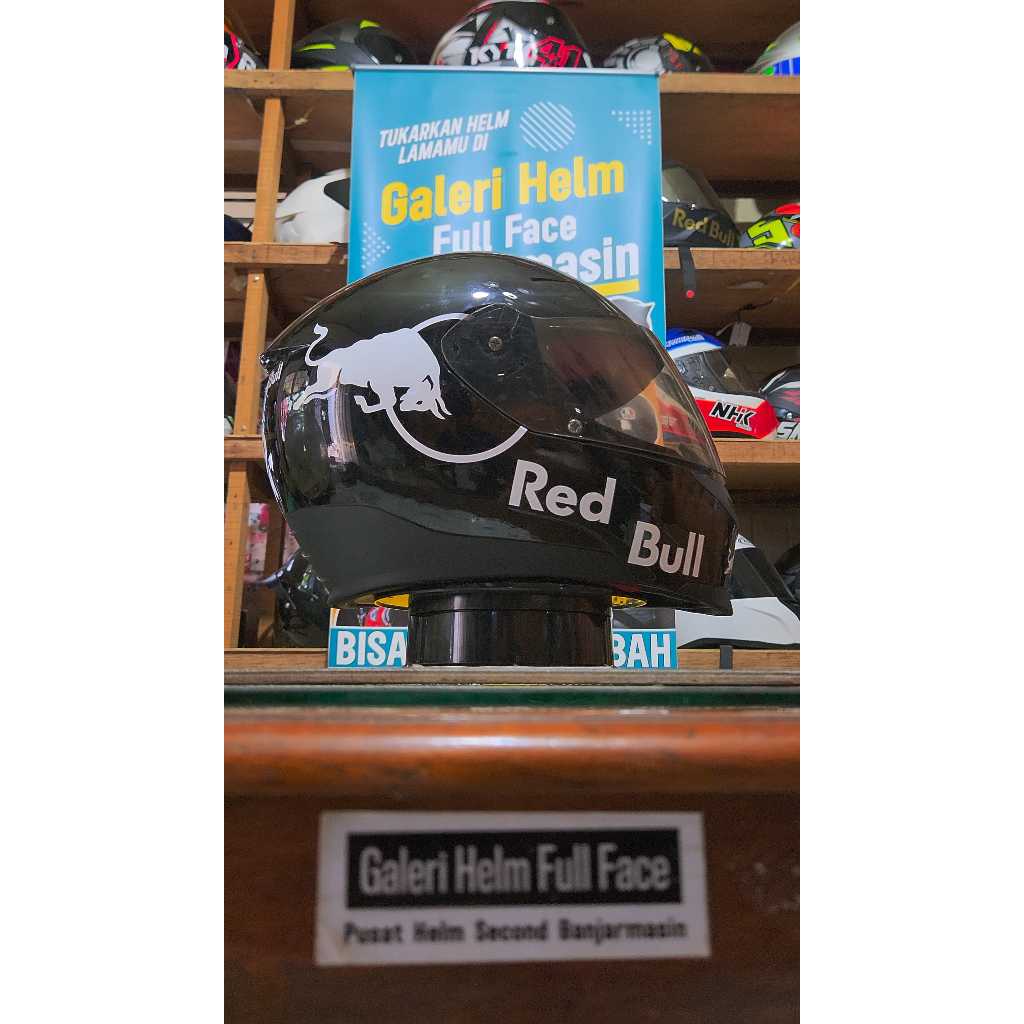 TUKARKAN HELM
LAMAMU DI
Galeri Helm
Full Face
masin
Red Bull
NHK
Red
Bull
BISA
BAH
Galeri Helm Full Face
Pusat Helm Second Banjarmasin